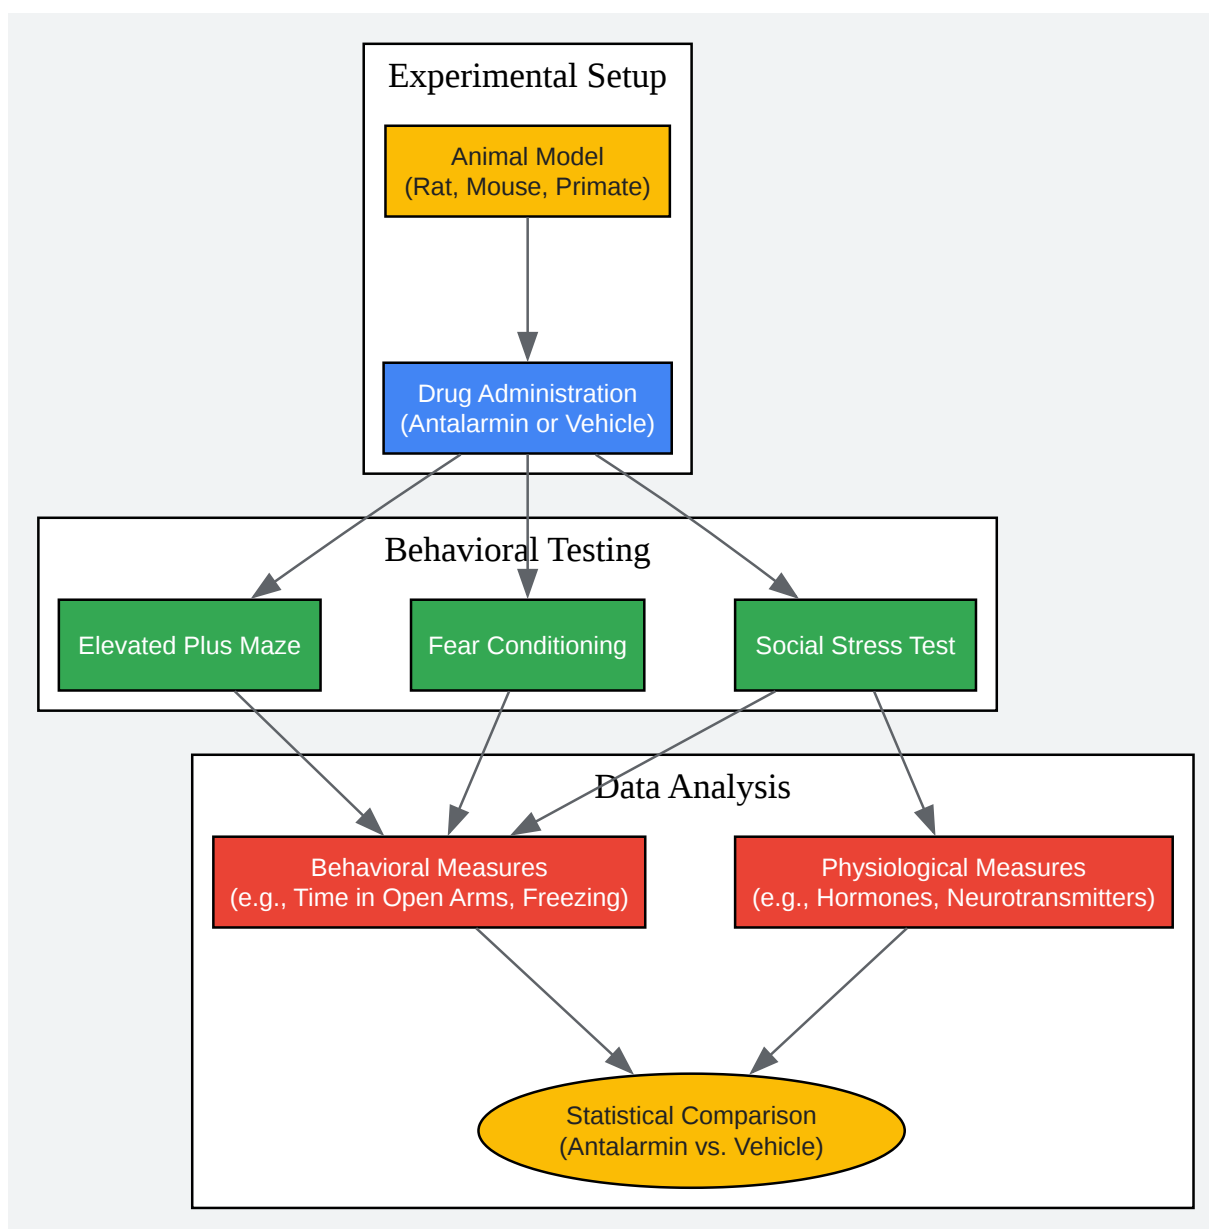 Experimental Setup
Animal Model
(Rat, Mouse, Primate)
Drug Administration
(Antalarmin or Vehicle)
Behavioral Testing
Elevated Plus Maze
Fear Conditioning
Social Stress Test
Data Analysis
Behavioral Measures
(e.g., Time in Open Arms, Freezing)
Physiological Measures
(e.g., Hormones, Neurotransmitters)
Statistical Comparison
(Antalarmin vs. Vehicle)